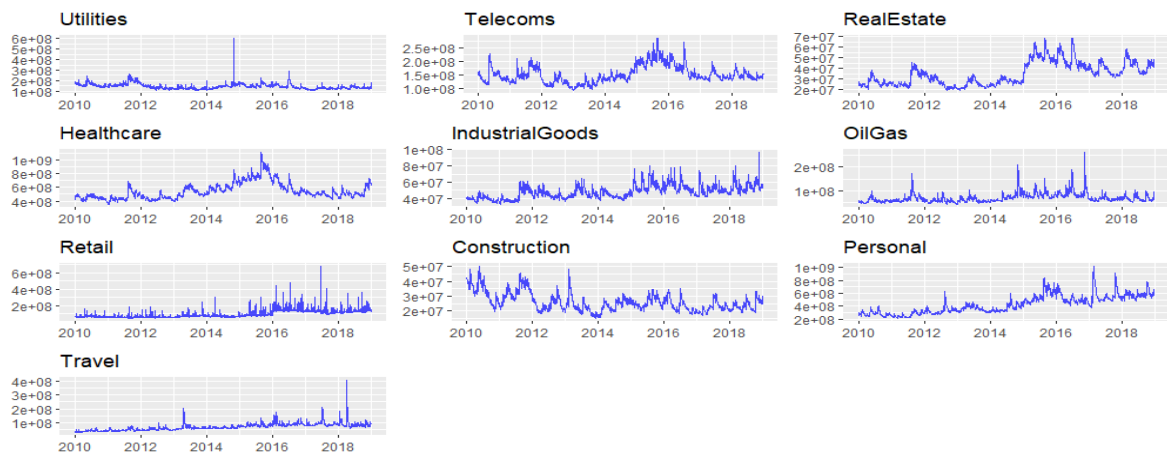 Utilities
6e+08
5e+08
4e+08
3e+08
2e+08
1e+08
2010 2012 2014 2016 2018
Telecoms
2.5e+08
2.0e+08
1.5e+08
1.0e+08
2010 2012 2014 2016 2018
RealEstate
7e+07
6e+07
5e+07
4e+07
3e+07
2e+07
2010 2012 2014 2016 2018
Healthcare
1e+09
8e+08
6e+08
4e+08
2010 2012 2014 2016 2018
IndustrialGoods
1e+08
8e+07
6e+07
4e+07
2010 2012 2014 2016 2018
OilGas
2e+08
1e+08
2010 2012 2014 2016 2018
Retail
6e+08
4e+08
2e+08
2010 2012 2014 2016 2018
Construction
5e+07
4e+07
3e+07
2e+07
2010 2012 2014 2016 2018
Personal
1e+09
8e+08
6e+08
4e+08
2e+08
2010 2012 2014 2016 2018
Travel
4e+08
3e+08
2e+08
1e+08
2010 2012 2014 2016 2018